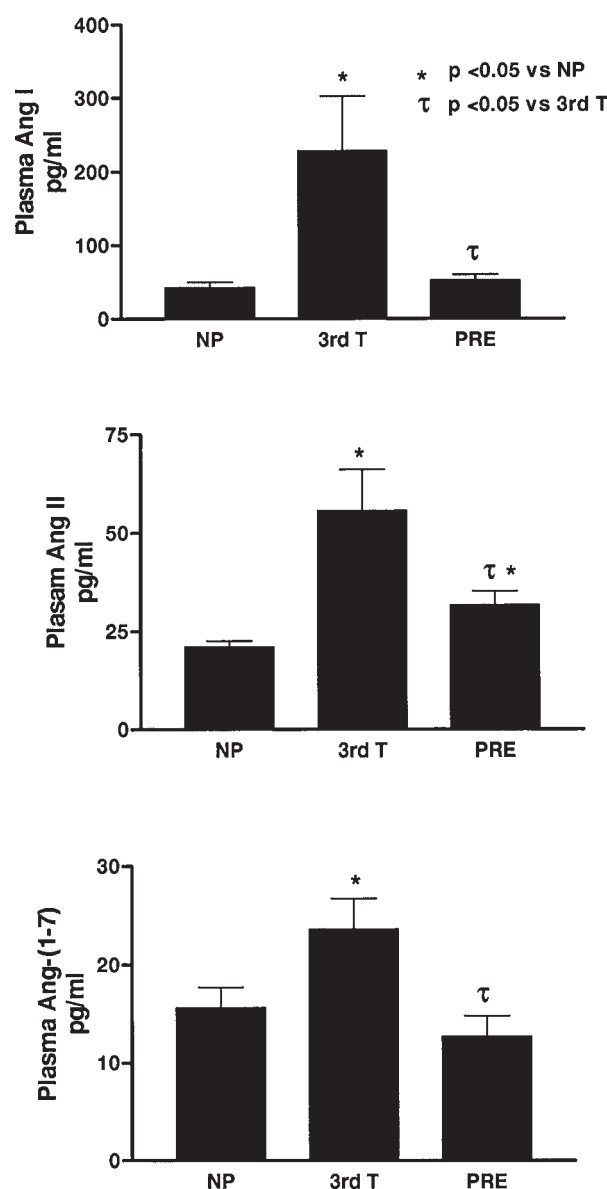 400
* p <0.05 vs NP
τ p <0.05 vs 3rd T
*
300
Plasma Ang I
pg/ml
200
100
τ
0
NP 3rd T PRE
75
*
50
Plasam Ang II
pg/ml
τ *
25
0
NP 3rd T PRE
30
*
20
Plasma Ang-(1-7)
pg/ml
τ
10
0
NP 3rd T PRE